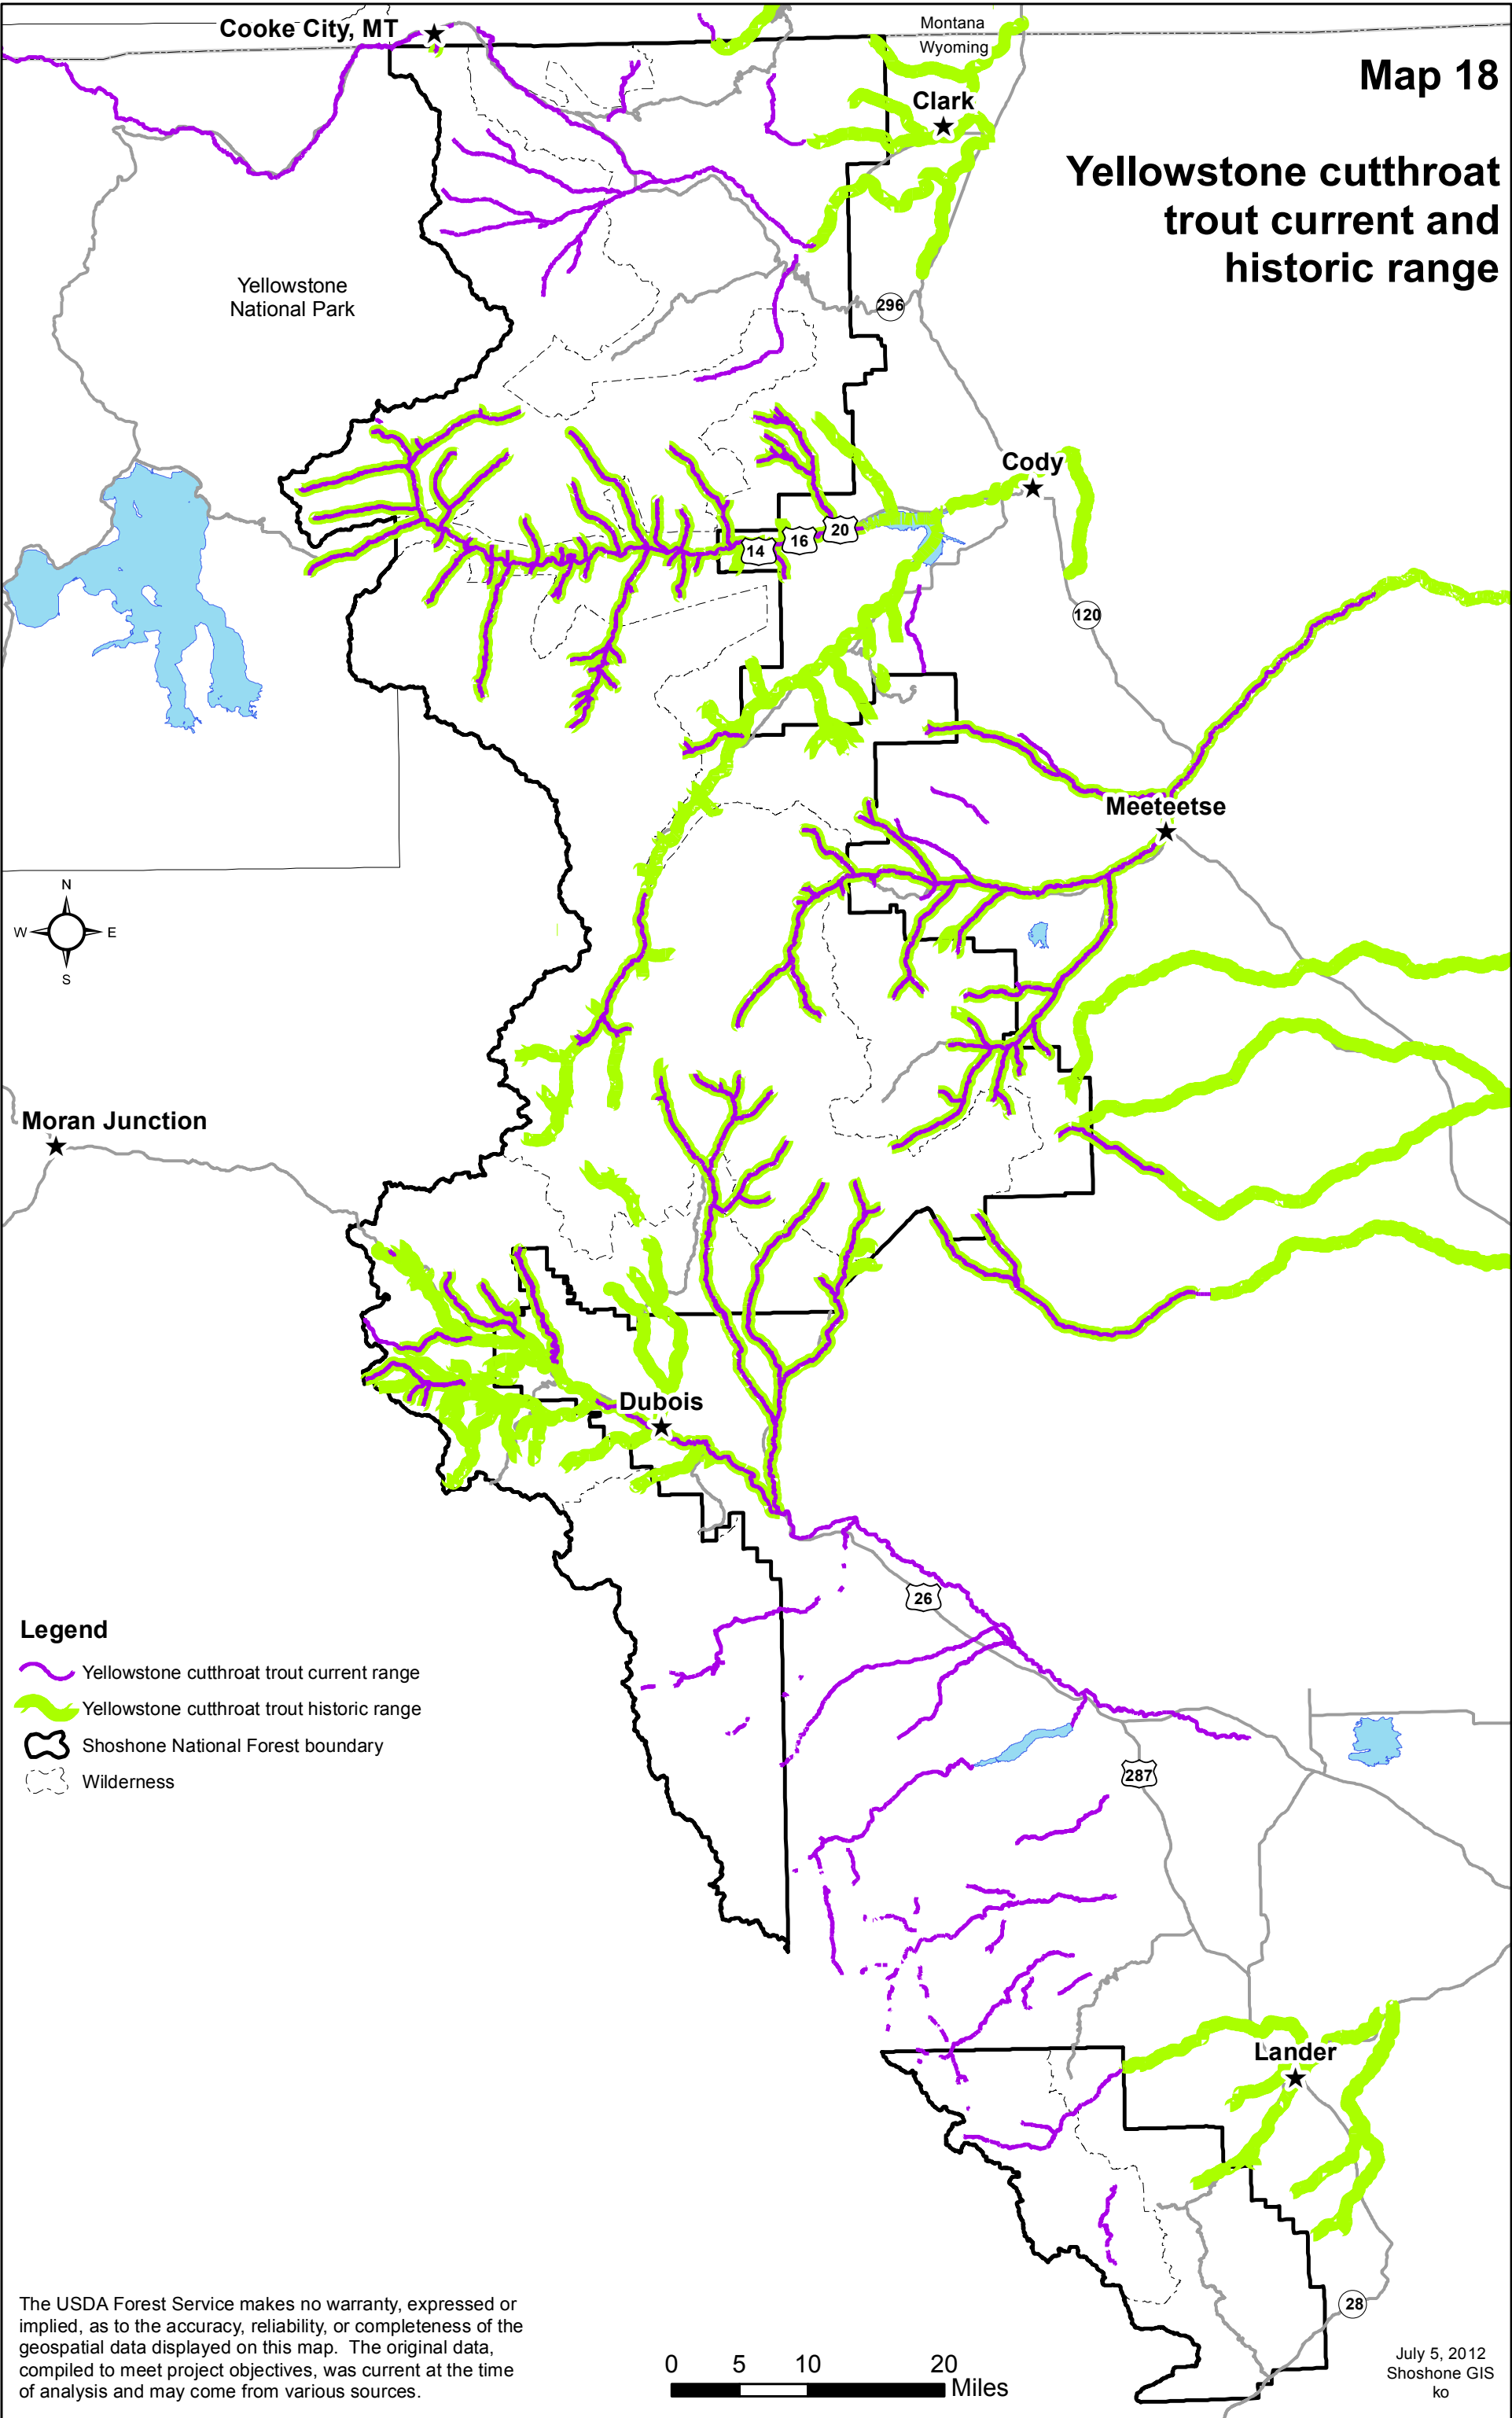 Cooke City, MT
Montana
Wyoming
Map 18
Clark
Yellowstone cutthroat
trout current and
historic range
Yellowstone
National Park
296
Cody
20
16
14
120
Meeteetse
N
W
E
S
Moran Junction
Dubois
26
Legend
Yellowstone cutthroat trout current range
Yellowstone cutthroat trout historic range
Shoshone National Forest boundary
Wilderness
287
Lander
28
The USDA Forest Service makes no warranty, expressed or
implied, as to the accuracy, reliability, or completeness of the
geospatial data displayed on this map. The original data,
compiled to meet project objectives, was current at the time
of analysis and may come from various sources.
0 5 10 20
Miles
July 5, 2012
Shoshone GIS
ko